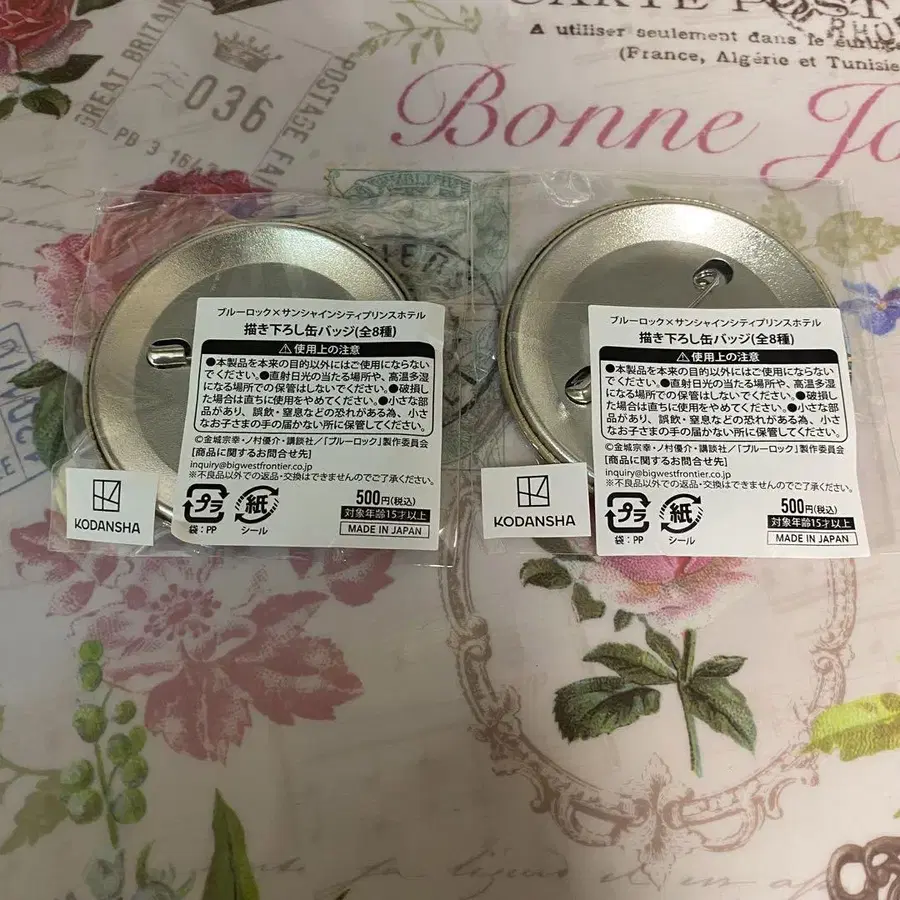 CARTE POST
RHO
A utiliser seulement dans le
(France, Algérie et Tunisie
Bonne Jo
GREAT BRITAIN
036
POSTAGE PAI
PB 3 1643
ブルーロック×サンシャインシティプリンスホテル
描き下ろし缶バッジ(全8種)
⚠使用上の注意
●本製品を本来の目的以外にはご使用にならない
でください。●直射日光の当たる場所や、高温多湿
になる場所での保管はしないでください。●破損し
た場合は直ちに使用をやめてください。●小さな部
品があり、誤飲・窒息などの恐れがある為、小さ
なお子さまの手の届かない所に保管してください。
©金城宗幸・ノ村優介・講談社／「ブルーロック」製作委員会
[商品に関するお問合せ先]
inquiry@bigwestfrontier.co.jp
※不良品以外での返品・交換はできませんのでご了承ください。
プラ
袋：PP
紙
シール
500円(税込)
対象年齢15才以上
MADE IN JAPAN
KODANSHA
ブルーロック×サンシャインシティプリンスホテル
描き下ろし缶バッジ(全8種)
⚠使用上の注意
●本製品を本来の目的以外にはご使用にならない
でください。●直射日光の当たる場所や、高温多湿
になる場所での保管はしないでください。●破損し
た場合は直ちに使用をやめてください。●小さな
部品があり、誤飲・窒息などの恐れがある為、小
さなお子さまの手の届かない所に保管してください。
©金城宗幸・ノ村優介・講談社／「ブルーロック」製作委員会
[商品に関するお問合せ先]
inquiry@bigwestfrontier.co.jp
※不良品以外での返品・交換はできませんのでご了承ください。
プラ
袋：PP
紙
シール
500円(税込)
対象年齢15才以上
MADE IN JAPAN
KODANSHA